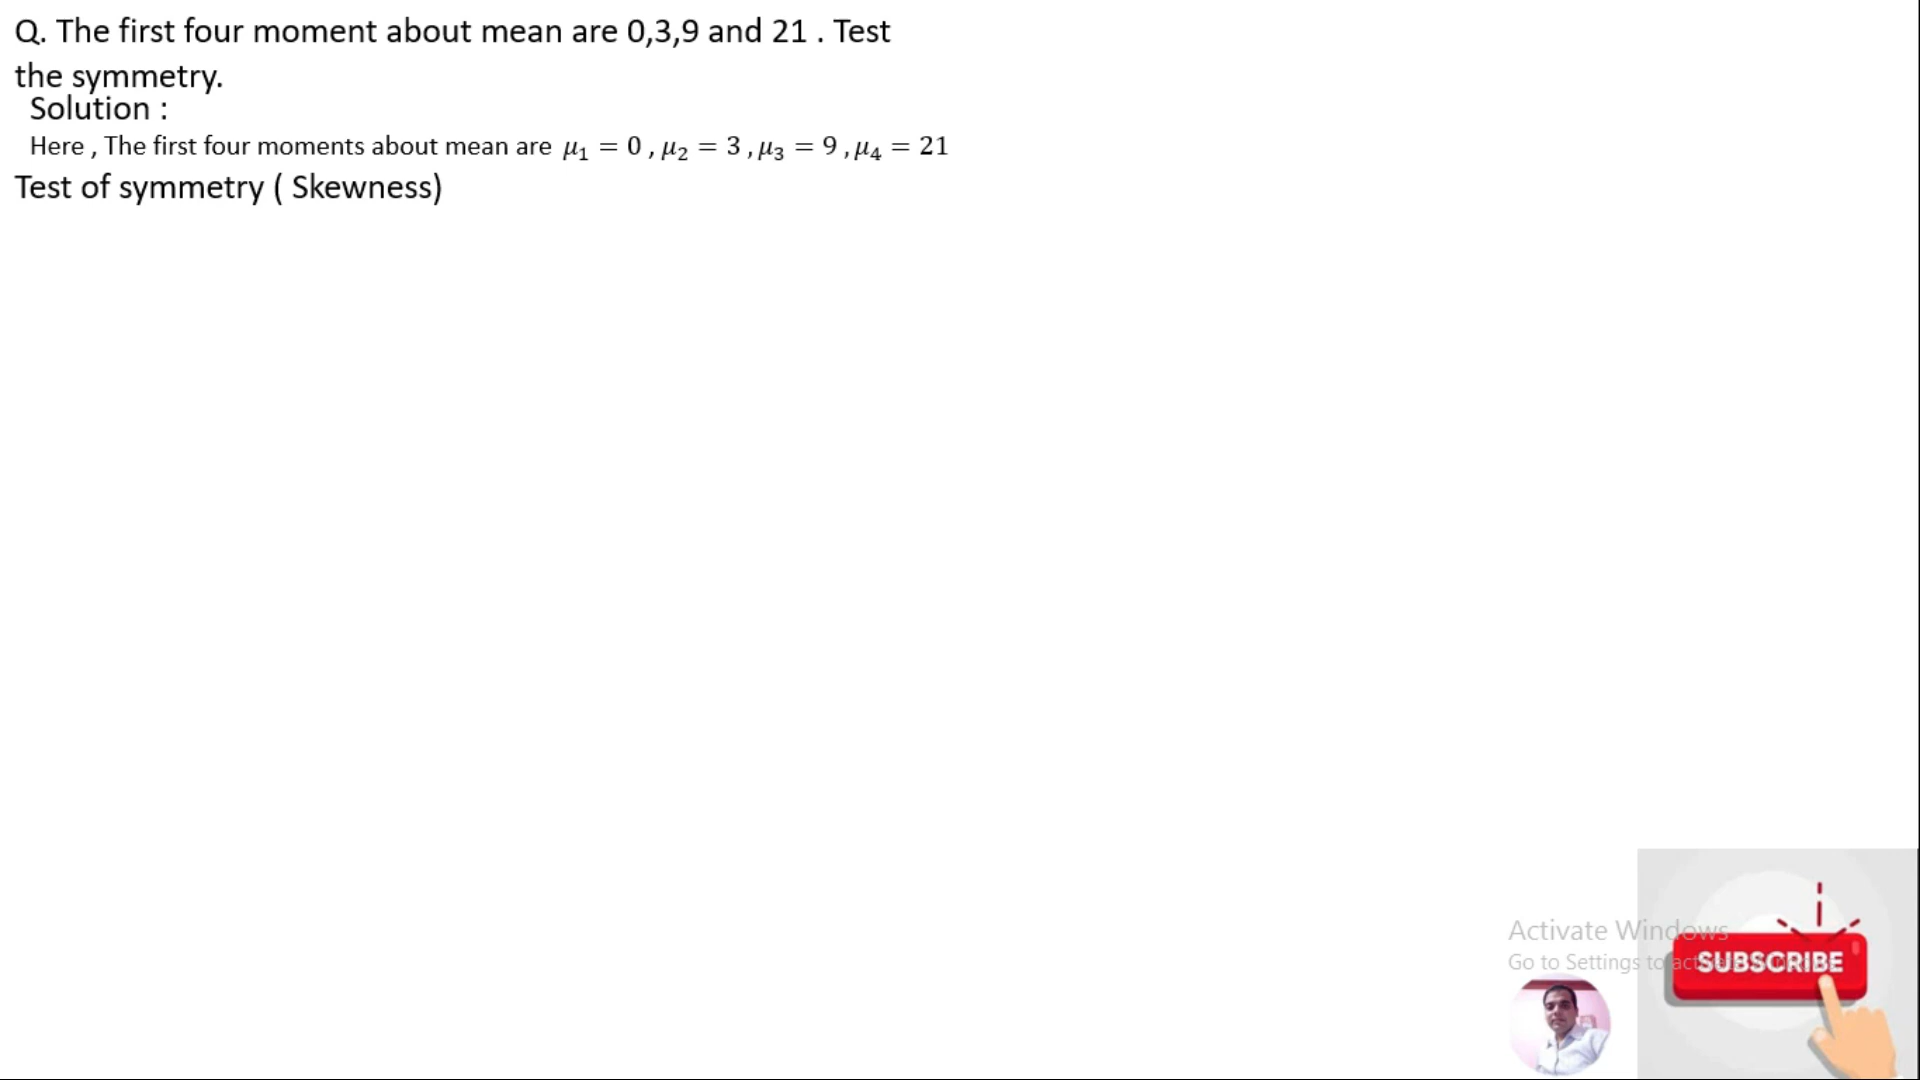 Q. The first four moment about mean are 0,3,9 and 21 . Test
the symmetry.
Solution :
Here , The first four moments about mean are μ₁ = 0 , μ₂ = 3 , μ₃ = 9 , μ₄ = 21
Test of symmetry ( Skewness)
Activate Windows
Go to Settings to act
SUBSCRIBE